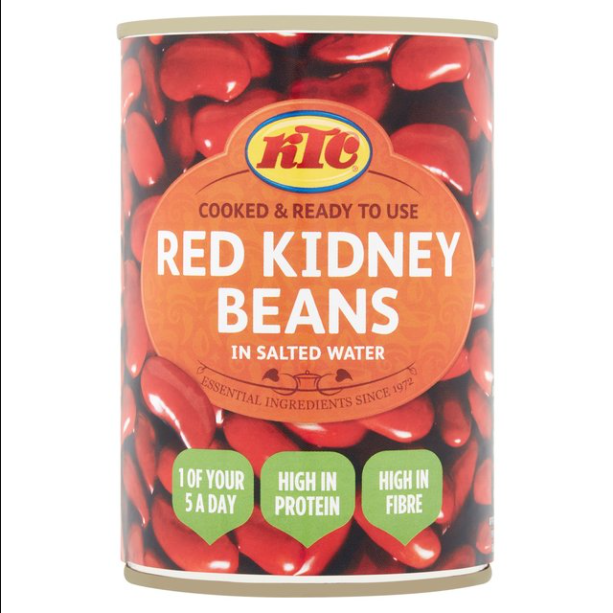 KTC
COOKED & READY TO USE
RED KIDNEY
BEANS
IN SALTED WATER
ESSENTIAL INGREDIENTS SINCE 1972
1 OF YOUR
5 A DAY
HIGH IN
PROTEIN
HIGH IN
FIBRE